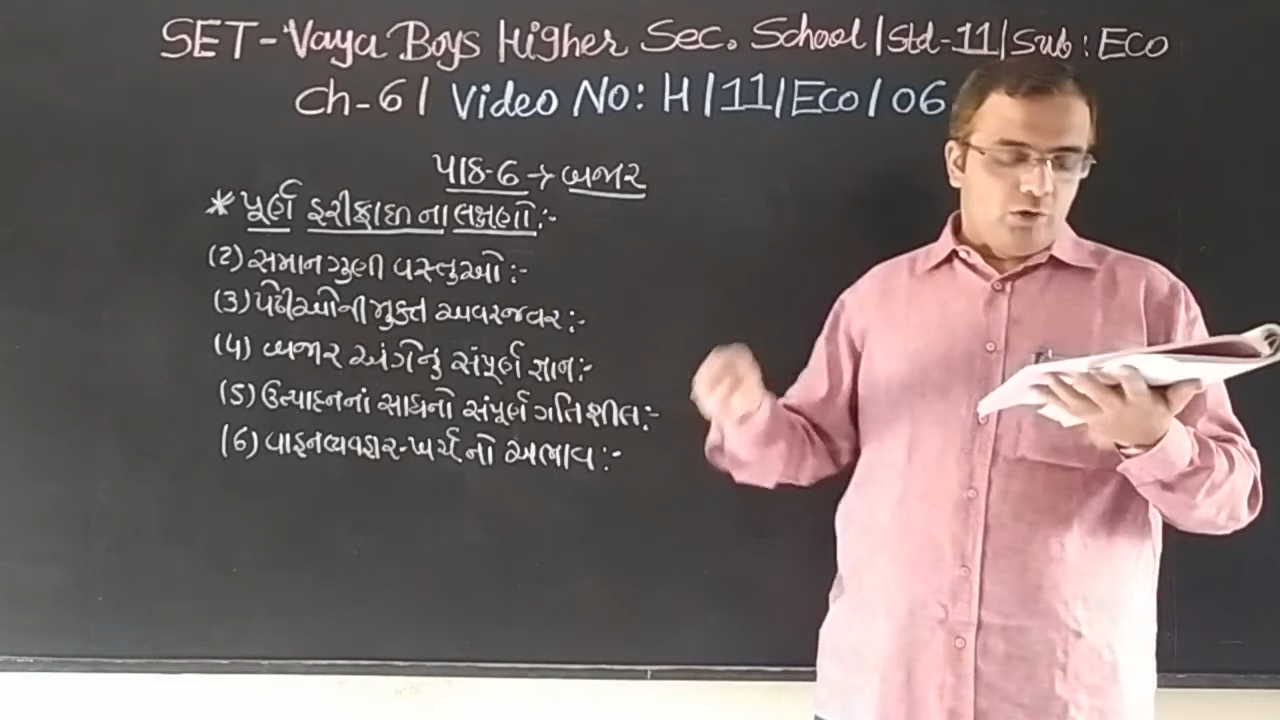 SET-Vaya Boys Higher Sec. School | Std-11 | Sub : Eco
Ch-6 | Video No: H/11/Eco/06
પાઠ-6 → બજાર
* પૂર્ણ હરીફાઈ ના લક્ષણો:-
(2) સમાનગુણી વસ્તુઓ:-
(3) પેઢીઓની મુક્ત અવરજવર:-
(4) બજાર અંગેનુ સંપૂર્ણ જ્ઞાન:-
(5) ઉત્પાદનનાં સાધનો સંપૂર્ણ ગતિશીલ:-
(6) વાહનવ્યવહાર-ખર્ચ નો અભાવ:-